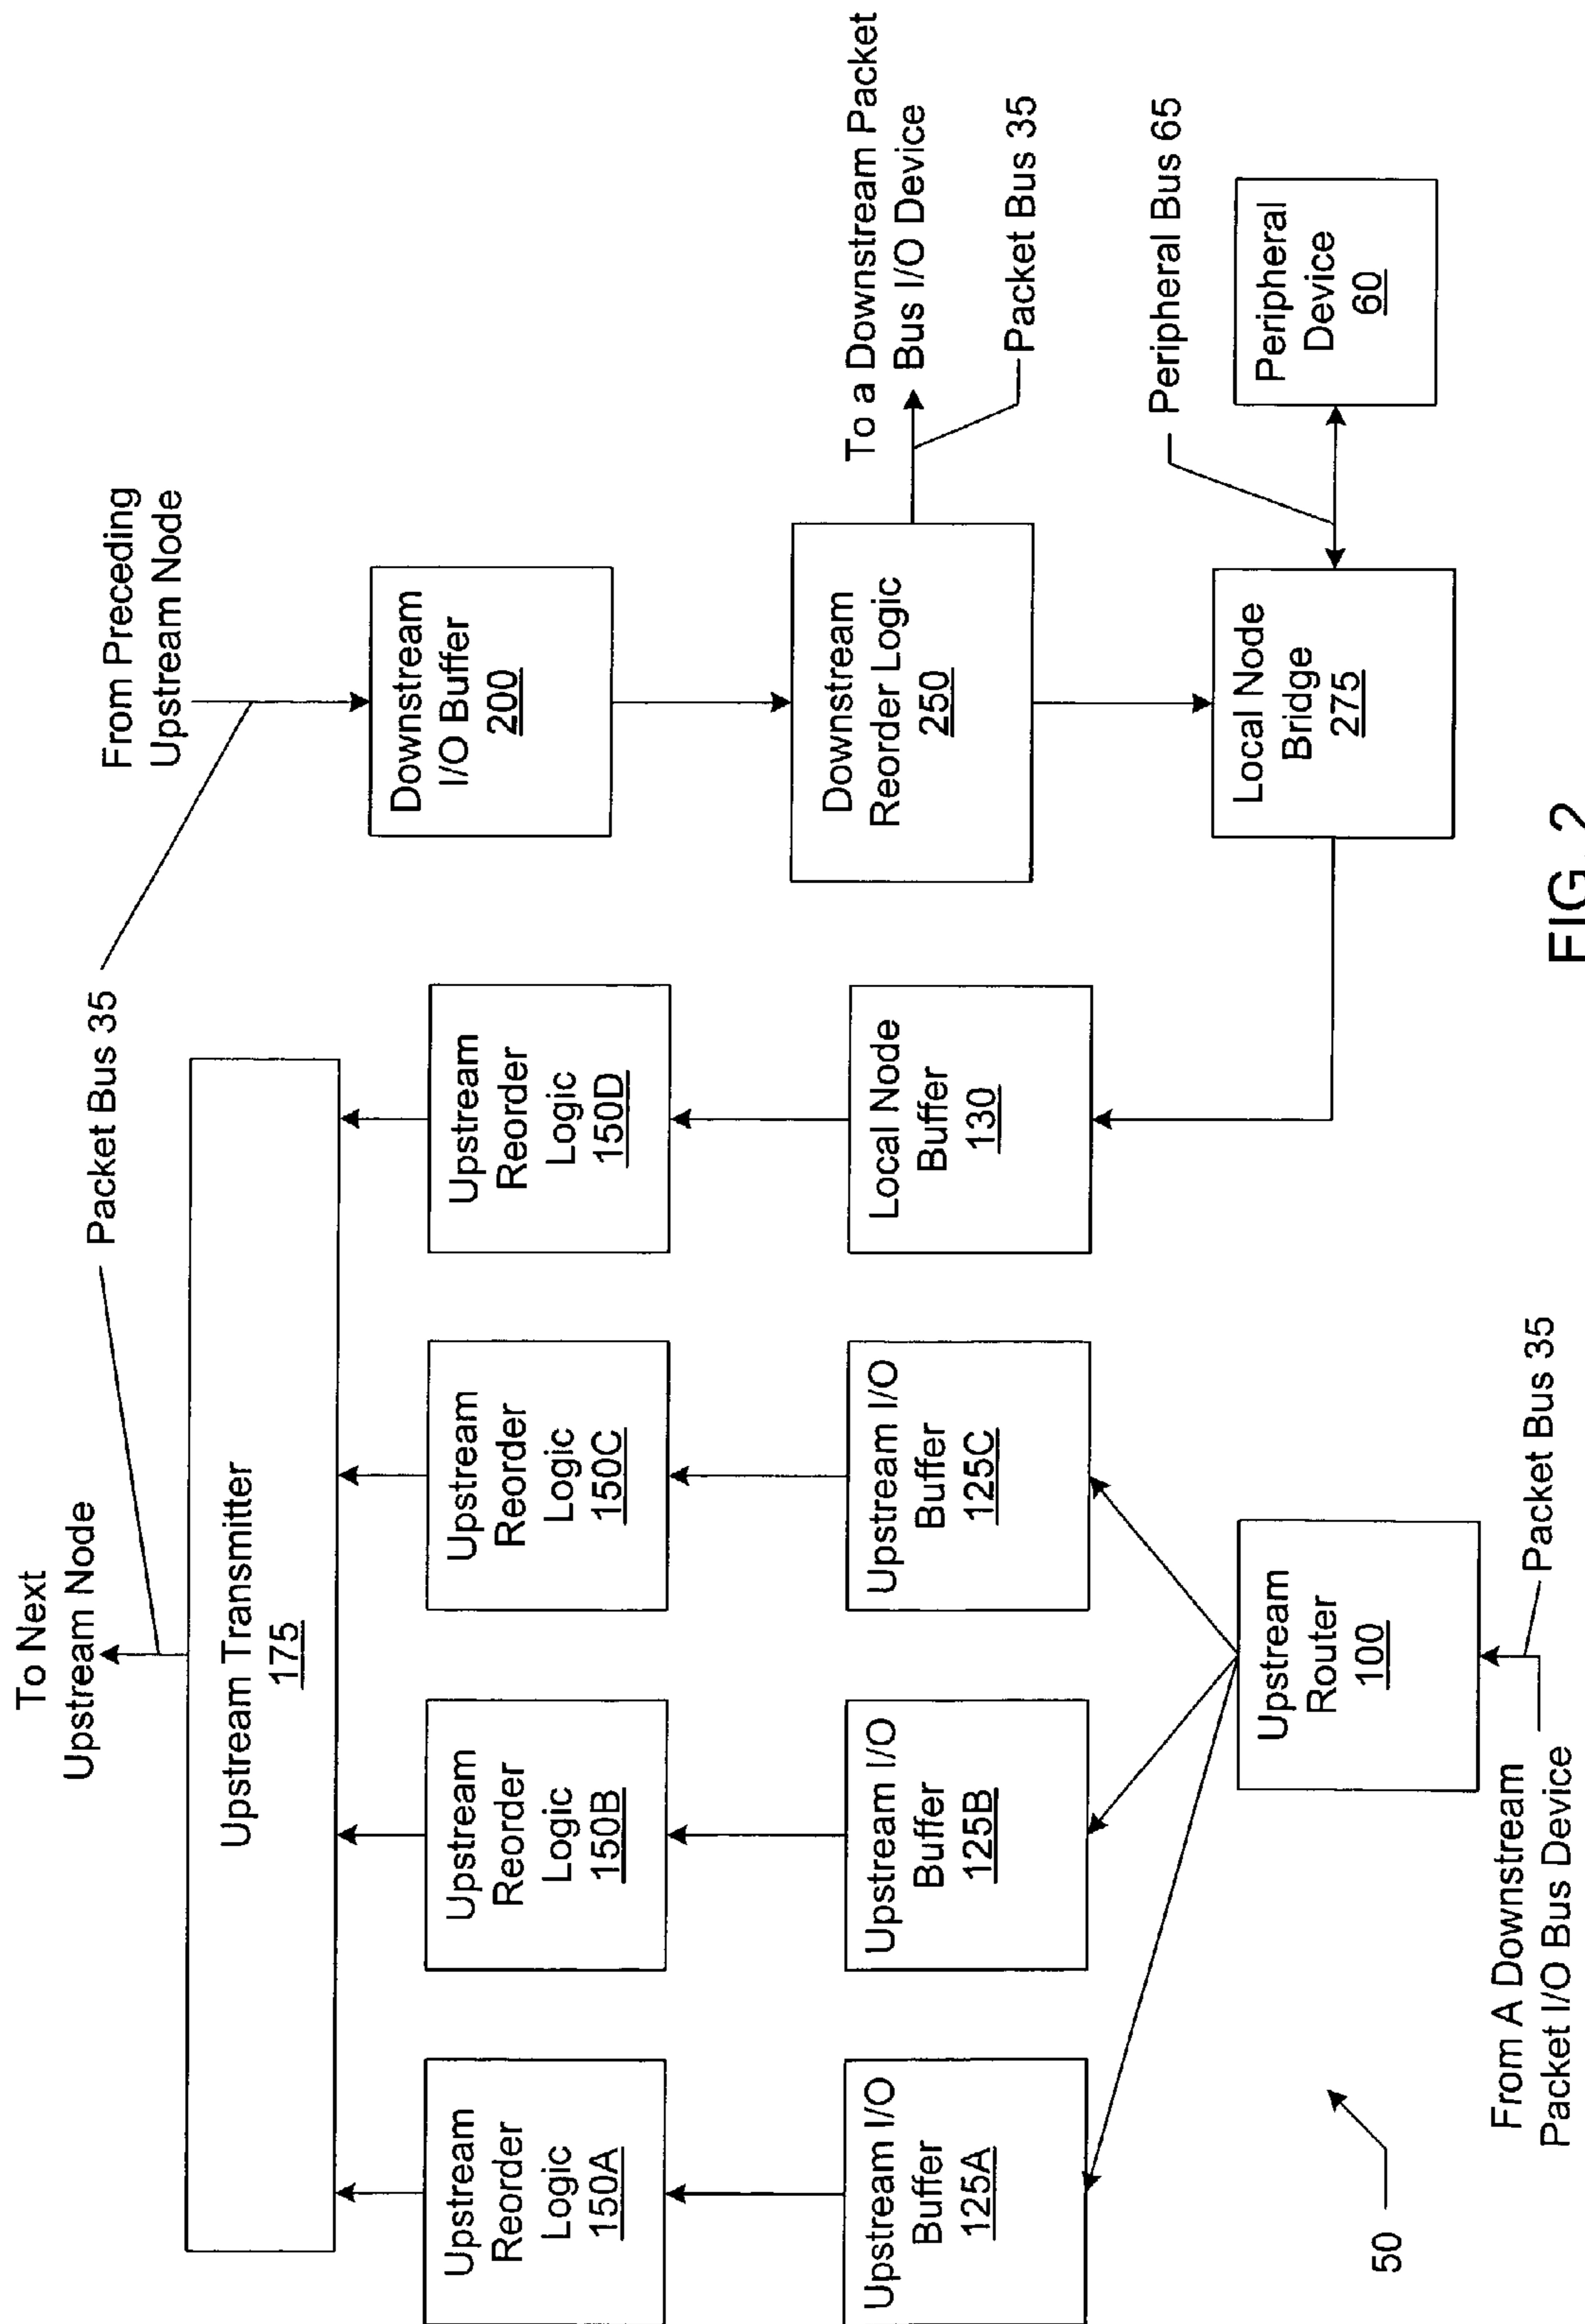 To Next
Upstream Node
Packet Bus 35
From Preceding
Upstream Node
Upstream Transmitter
175
Upstream
Reorder
Logic
150A
Upstream
Reorder
Logic
150B
Upstream
Reorder
Logic
150C
Upstream
Reorder
Logic
150D
Downstream
I/O Buffer
200
Upstream I/O
Buffer
125A
Upstream I/O
Buffer
125B
Upstream I/O
Buffer
125C
Local Node
Buffer
130
Downstream
Reorder Logic
250
To a Downstream Packet
Bus I/O Device
Packet Bus 35
Upstream
Router
100
Local Node
Bridge
275
Peripheral Bus 65
Peripheral
Device
60
50
From A Downstream
Packet I/O Bus Device
Packet Bus 35
FIG. 2